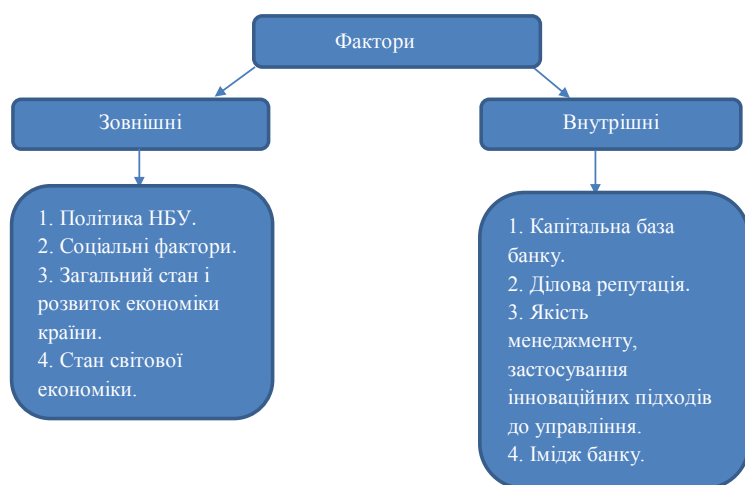 Фактори
Зовнішні
Внутрішні
1. Політика НБУ.
2. Соціальні фактори.
3. Загальний стан і
розвиток економіки
країни.
4. Стан світової
економіки.
1. Капітальна база
банку.
2. Ділова репутація.
3. Якість
менеджменту,
застосування
інноваційних підходів
до управління.
4. Імідж банку.